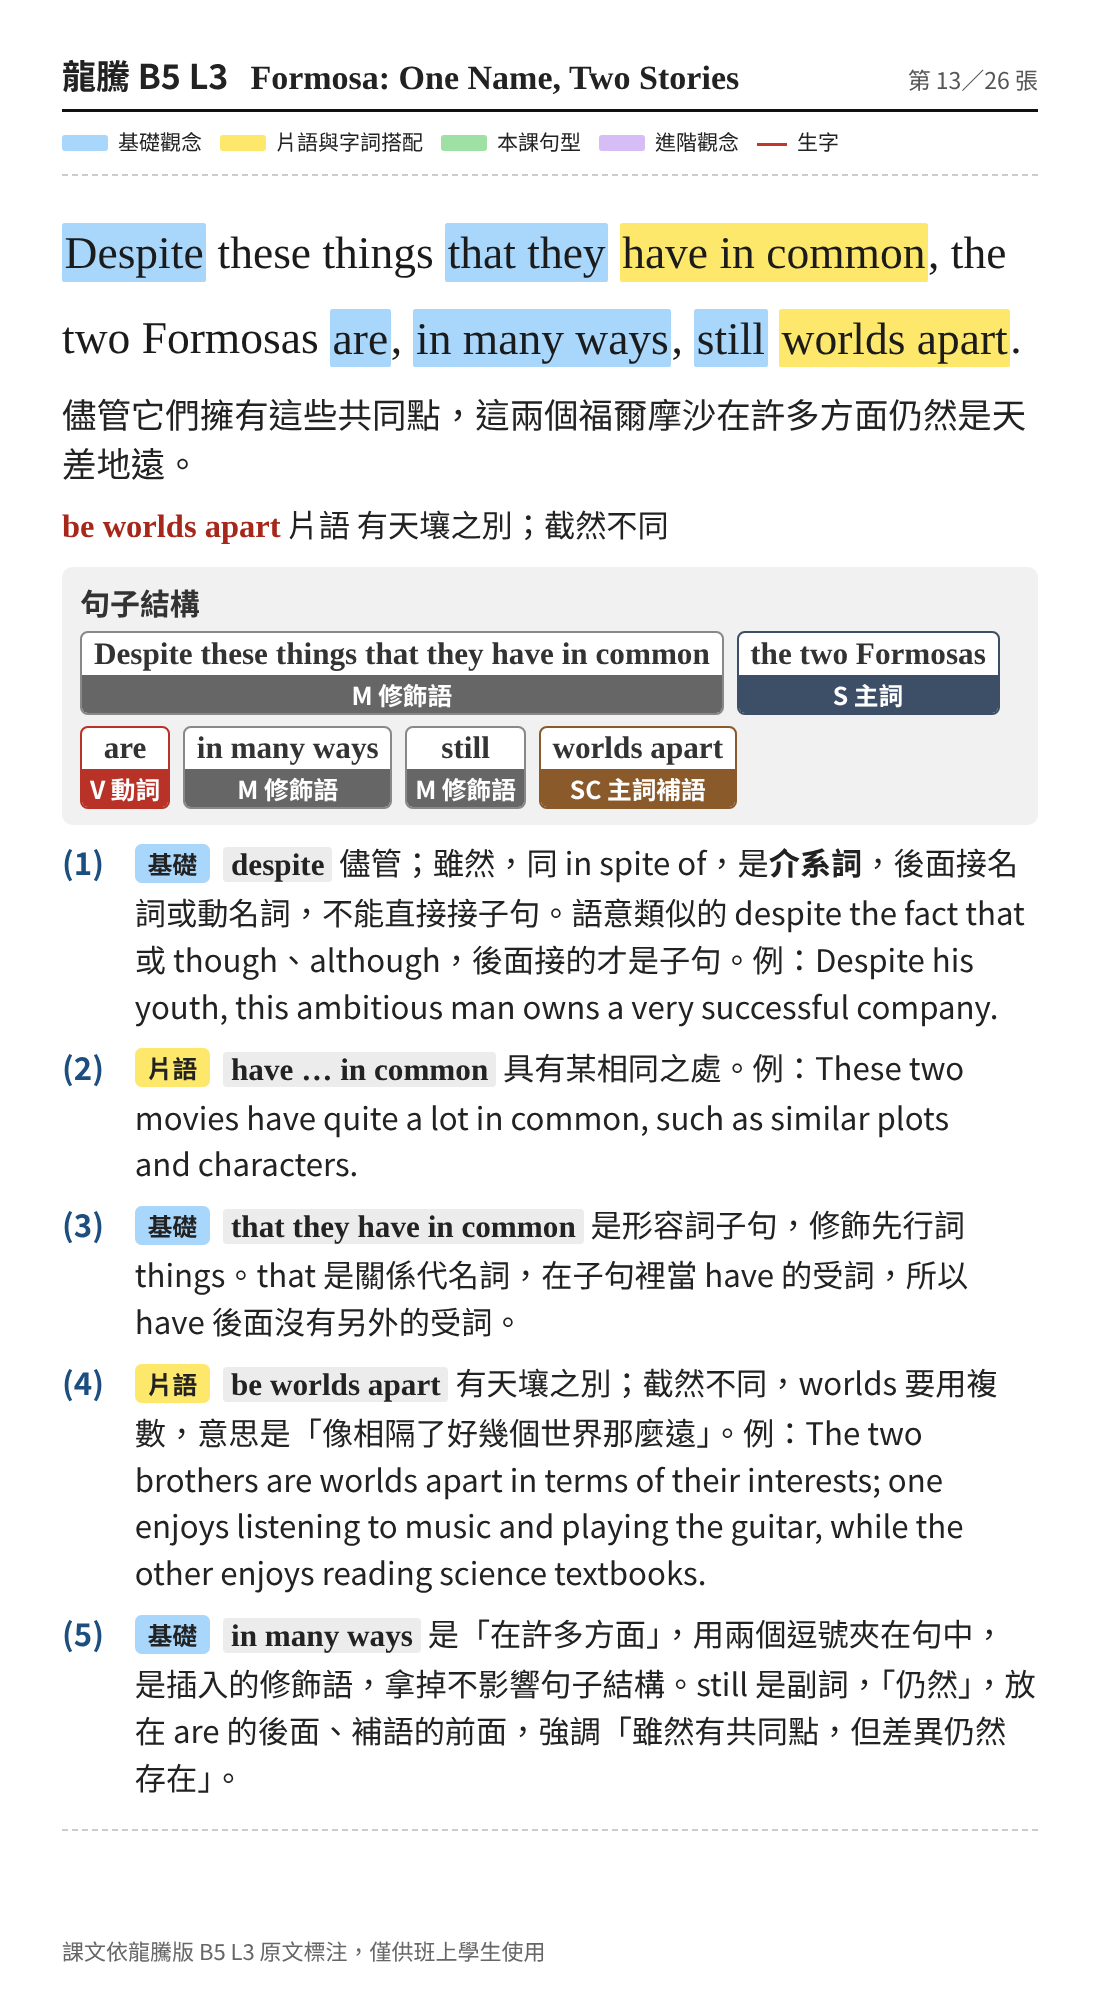 龍騰 B5 L3 Formosa: One Name, Two Stories 第 13／26 張
基礎觀念 片語與字詞搭配 本課句型 進階觀念 生字
Despite these things that they have in common, the
two Formosas are, in many ways, still worlds apart.
儘管它們擁有這些共同點，這兩個福爾摩沙在許多方面仍然是天
差地遠。
be worlds apart 片語 有天壤之別；截然不同
句子結構
Despite these things that they have in common the two Formosas
M 修飾語 S 主詞
are in many ways still worlds apart
V 動詞 M 修飾語 M 修飾語 SC 主詞補語
(1) 基礎 despite 儘管；雖然，同 in spite of，是介系詞，後面接名
詞或動名詞，不能直接接子句。語意類似的 despite the fact that
或 though、although，後面接的才是子句。例：Despite his
youth, this ambitious man owns a very successful company.
(2) 片語 have … in common 具有某相同之處。例：These two
movies have quite a lot in common, such as similar plots
and characters.
(3) 基礎 that they have in common 是形容詞子句，修飾先行詞
things。that 是關係代名詞，在子句裡當 have 的受詞，所以
have 後面沒有另外的受詞。
(4) 片語 be worlds apart 有天壤之別；截然不同，worlds 要用複
數，意思是「像相隔了好幾個世界那麼遠」。例：The two
brothers are worlds apart in terms of their interests; one
enjoys listening to music and playing the guitar, while the
other enjoys reading science textbooks.
(5) 基礎 in many ways 是「在許多方面」，用兩個逗號夾在句中，
是插入的修飾語，拿掉不影響句子結構。still 是副詞，「仍然」，放
在 are 的後面、補語的前面，強調「雖然有共同點，但差異仍然
存在」。
課文依龍騰版 B5 L3 原文標注，僅供班上學生使用